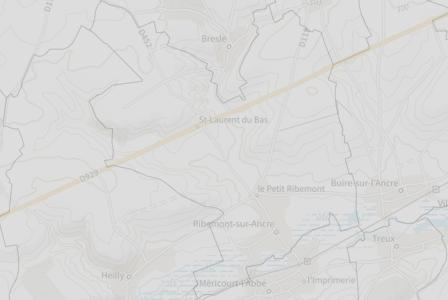 Bresle
D452
St-Laurent du Bas
D929
le Petit Ribemont
Buire-sur-l'Ancre
Ribemont-sur-Ancre
Treux
Heilly
Méricourt-l'Abbé
l'Imprimerie